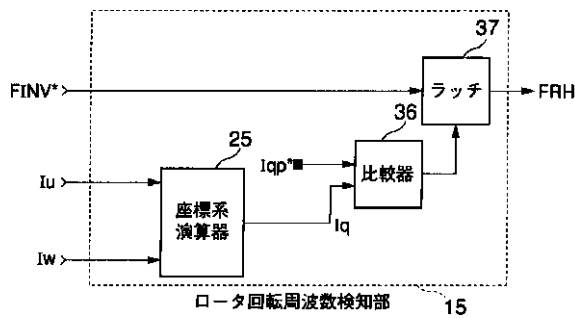 37
FINV*
ラッチ
FRH
36
25
Iqp*
比較器
Iu
座標系
演算器
Iq
Iw
ロータ回転周波数検知部
15